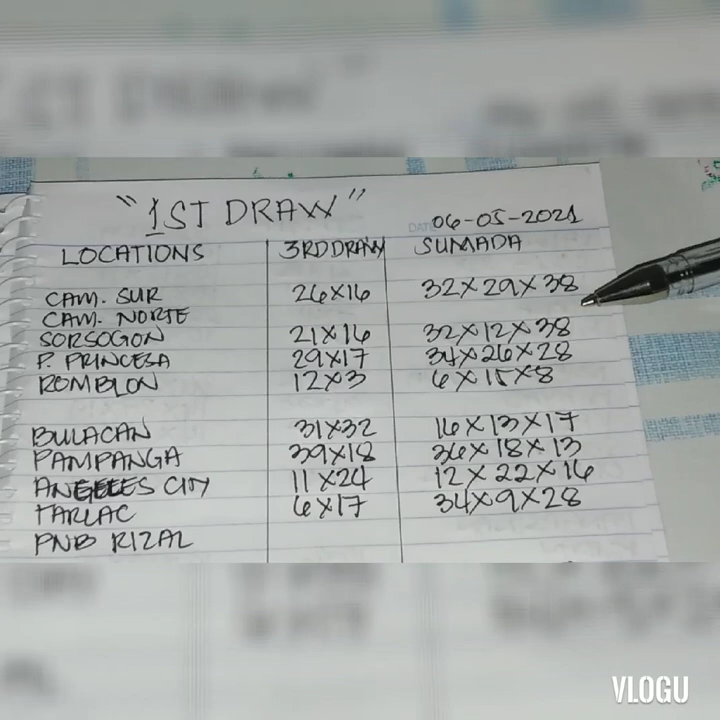 "1ST DRAW"
DATE 06-05-2021
LOCATIONS 3RD DRAW SUMADA
CAM. SUR 26X16 32X29X38
CAM. NORTE
SORSOGON 21X16 32X12X38
P. PRINCESA 29X17 34X26X28
ROMBLON 12X3 6X15X8
BULACAN 31X32 16X13X17
PAMPANGA 39X18 36X18X13
ANGELES CITY 11X24 12X22X16
TARLAC 6X17 34X9X28
PNB RIZAL
VLOGU